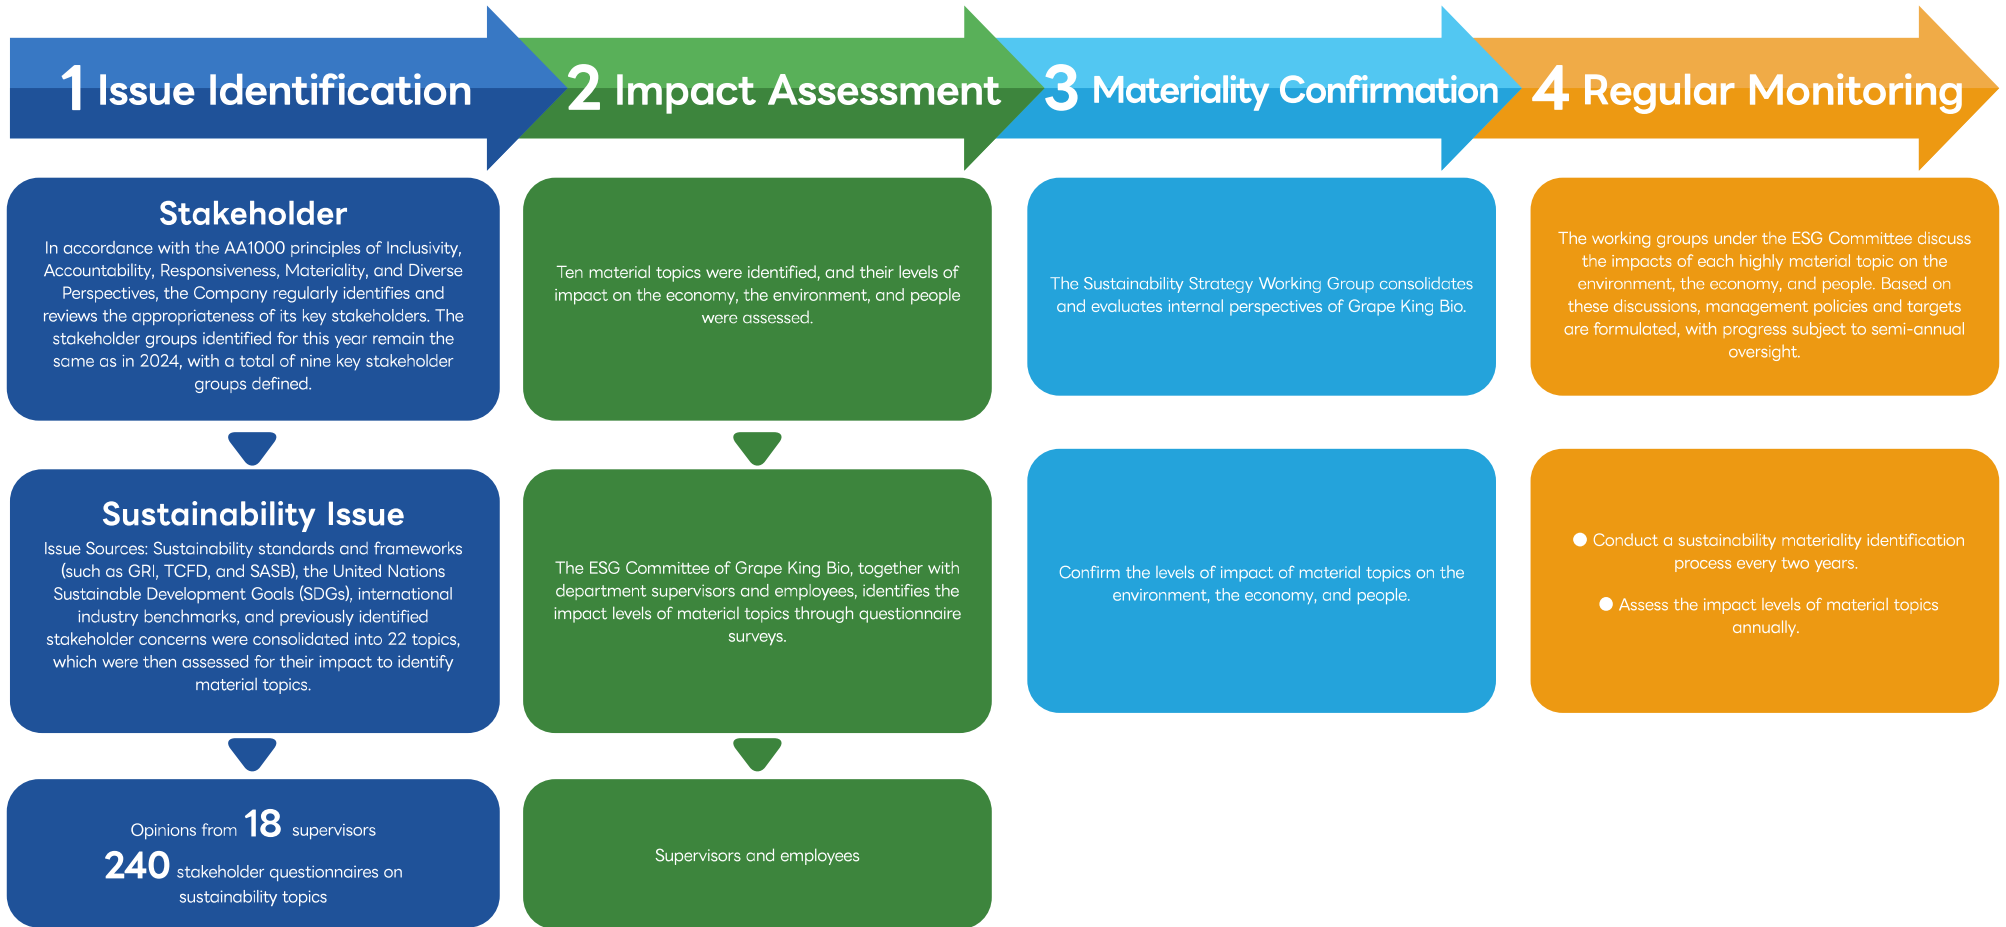 1 Issue Identification
2 Impact Assessment
3 Materiality Confirmation
4 Regular Monitoring
Stakeholder
In accordance with the AA1000 principles of Inclusivity,
Accountability, Responsiveness, Materiality, and Diverse
Perspectives, the Company regularly identifies and
reviews the appropriateness of its key stakeholders. The
stakeholder groups identified for this year remain the
same as in 2024, with a total of nine key stakeholder
groups defined.
Sustainability Issue
Issue Sources: Sustainability standards and frameworks
(such as GRI, TCFD, and SASB), the United Nations
Sustainable Development Goals (SDGs), international
industry benchmarks, and previously identified
stakeholder concerns were consolidated into 22 topics,
which were then assessed for their impact to identify
material topics.
Opinions from 18 supervisors
240 stakeholder questionnaires on
sustainability topics
Ten material topics were identified, and their levels of
impact on the economy, the environment, and people
were assessed.
The ESG Committee of Grape King Bio, together with
department supervisors and employees, identifies the
impact levels of material topics through questionnaire
surveys.
Supervisors and employees
The Sustainability Strategy Working Group consolidates
and evaluates internal perspectives of Grape King Bio.
Confirm the levels of impact of material topics on the
environment, the economy, and people.
The working groups under the ESG Committee discuss
the impacts of each highly material topic on the
environment, the economy, and people. Based on
these discussions, management policies and targets
are formulated, with progress subject to semi-annual
oversight.
● Conduct a sustainability materiality identification
process every two years.
● Assess the impact levels of material topics
annually.